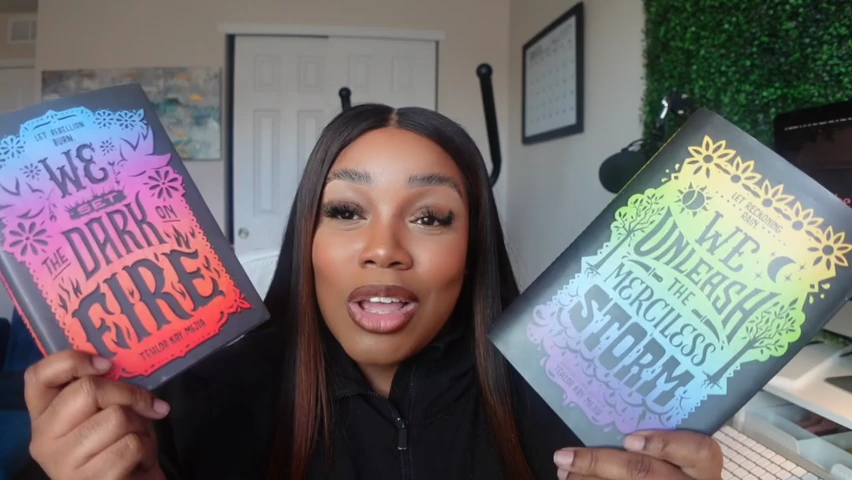 LET REBELLION
BURN
WE
SET
THE DARK ON
FIRE
TEHLOR KAY MEJIA
LET RECKONING
RAIN
WE
UNLEASH
THE
MERCILESS
STORM
TEHLOR KAY MEJIA